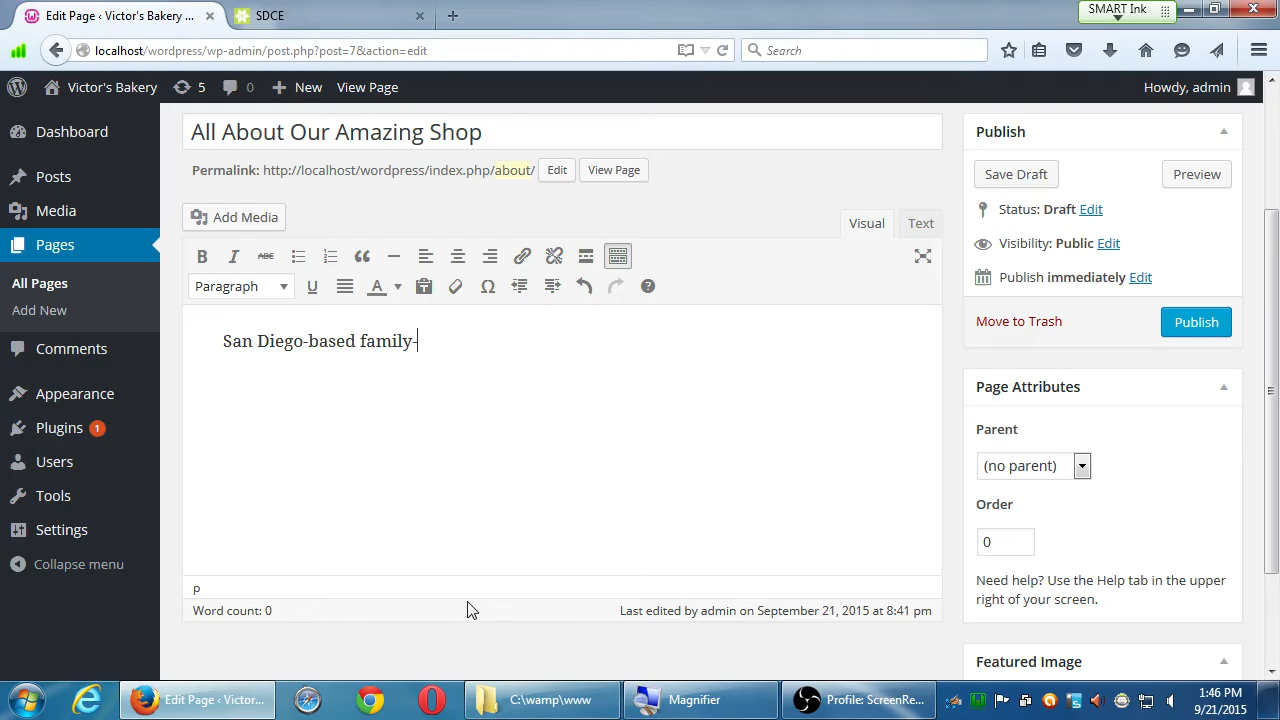 Edit Page ‹ Victor's Bakery ...
SDCE
SMART Ink
localhost/wordpress/wp-admin/post.php?post=7&action=edit
Search
Victor's Bakery
5
0
New
View Page
Howdy, admin
Dashboard
Posts
Media
Pages
All Pages
Add New
Comments
Appearance
Plugins 1
Users
Tools
Settings
Collapse menu
All About Our Amazing Shop
Permalink: http://localhost/wordpress/index.php/about/ Edit View Page
Add Media
Visual Text
B I ABC
Paragraph U A Ω
San Diego-based family-
p
Word count: 0
Last edited by admin on September 21, 2015 at 8:41 pm
Publish
Save Draft
Preview
Status: Draft Edit
Visibility: Public Edit
Publish immediately Edit
Move to Trash
Publish
Page Attributes
Parent
(no parent)
Order
0
Need help? Use the Help tab in the upper
right of your screen.
Featured Image
Edit Page ‹ Victor...
C:\wamp\www
Magnifier
Profile: ScreenRe...
1:46 PM
9/21/2015